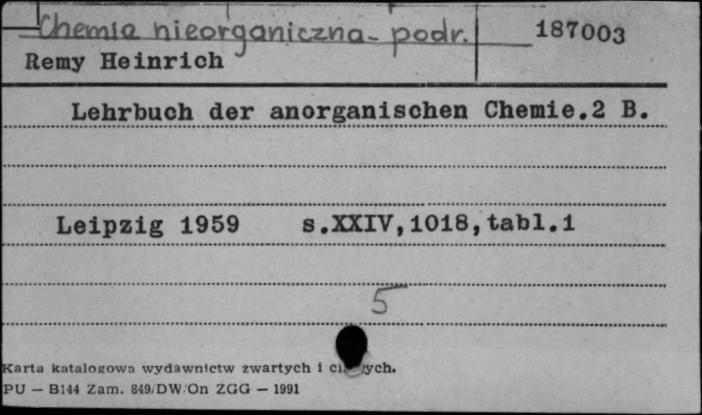 Chemia nieorganiczna - podr. 187003
Remy Heinrich
Lehrbuch der anorganischen Chemie.2 B.
Leipzig 1959 s.XXIV,1018,tabl.1
5
Karta katalogowa wydawnictw zwartych i
PU — B144 Zam. 849/DW/On ZGG — 1991